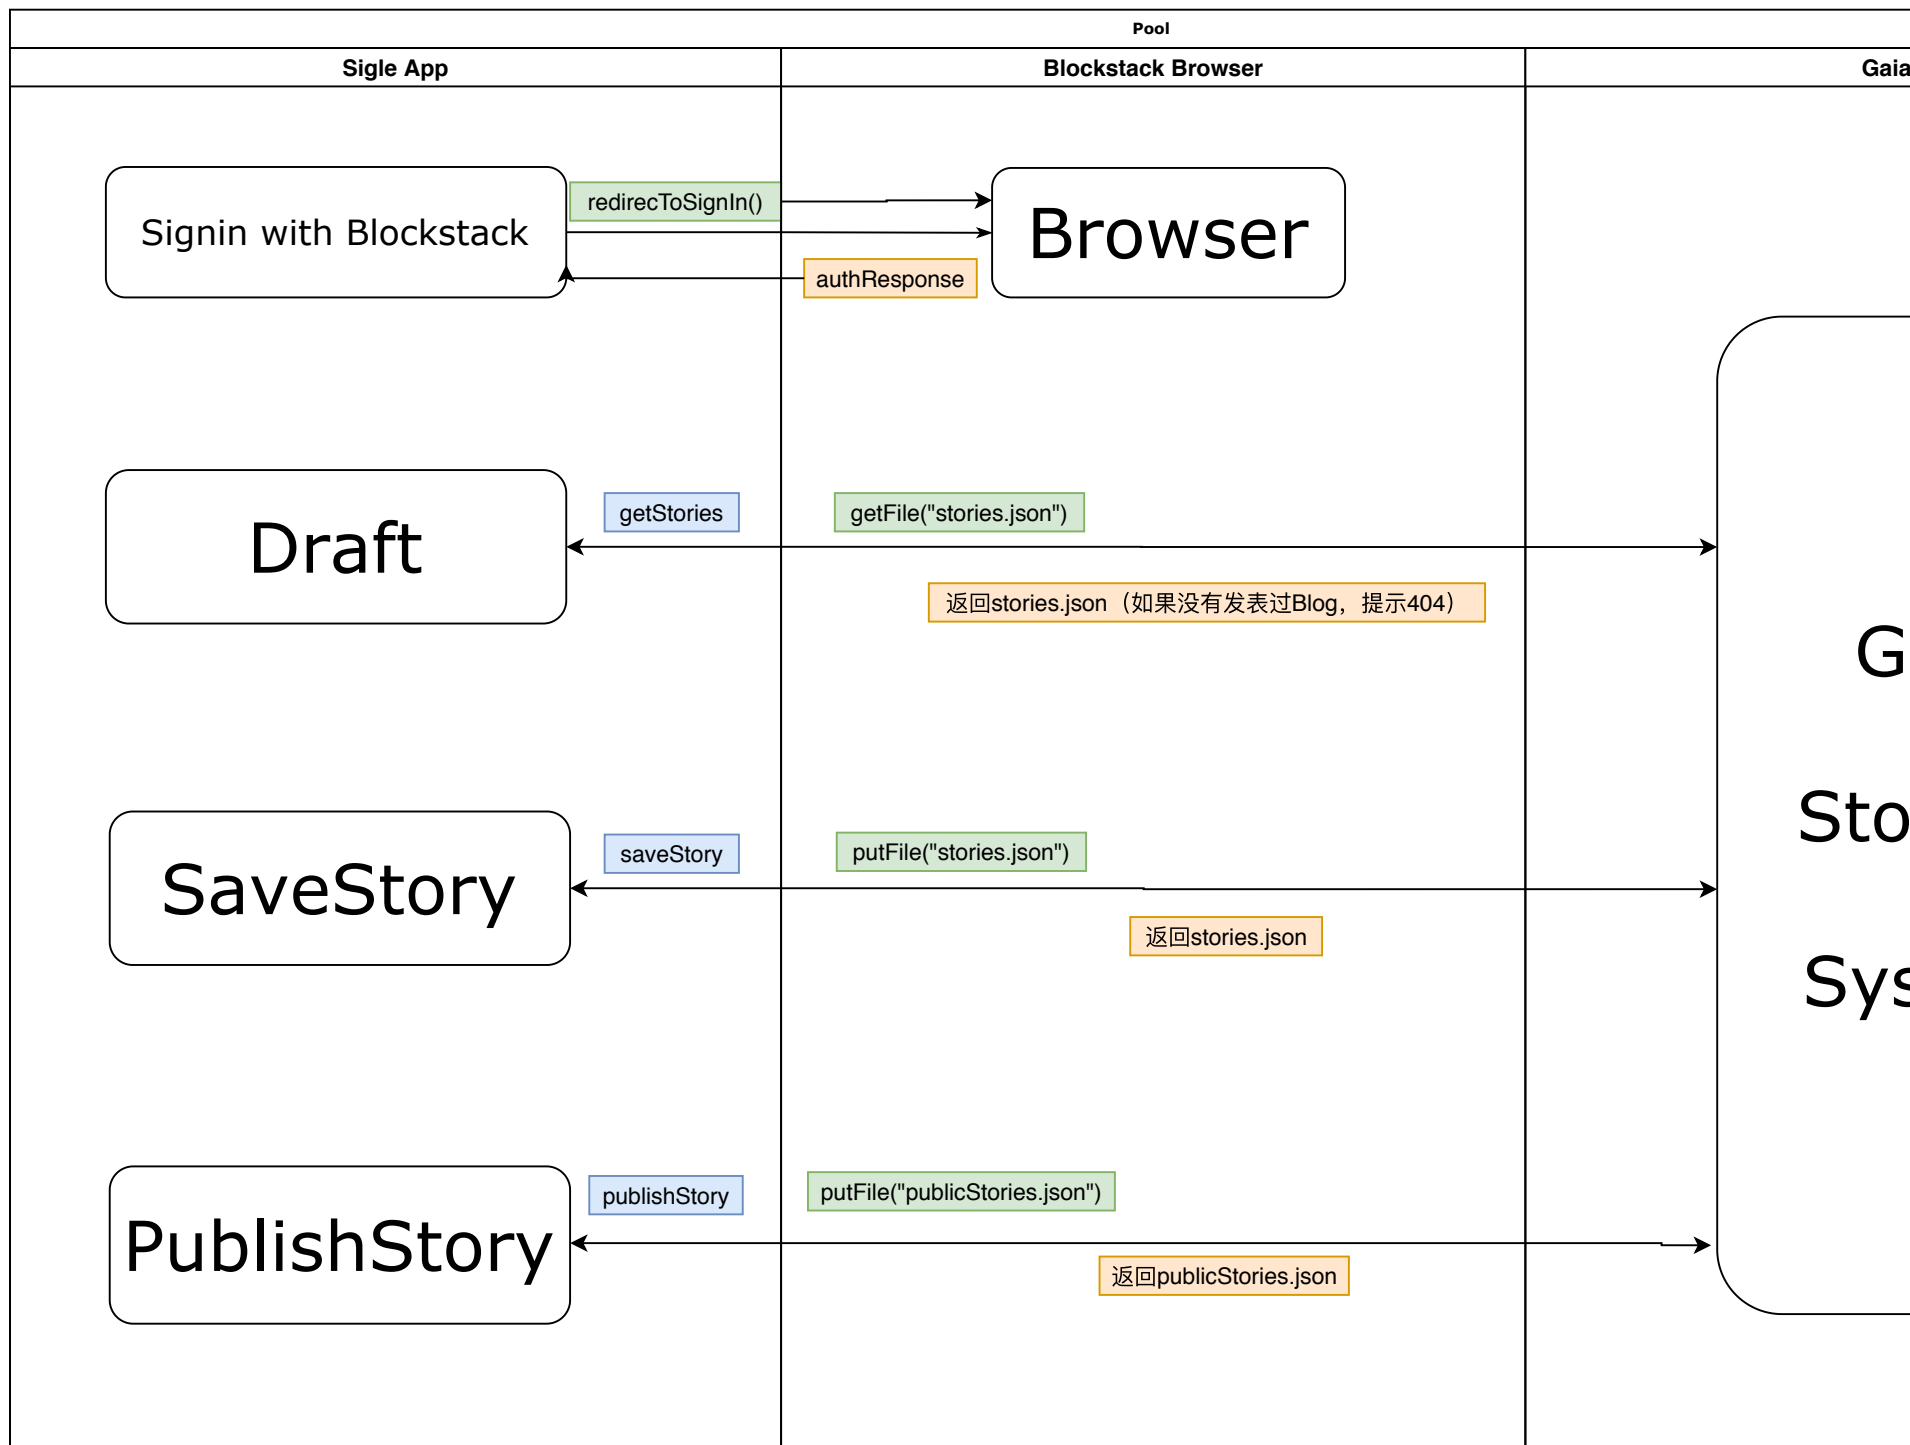 Pool
Sigle App
Blockstack Browser
Gaia
Signin with Blockstack
redirecToSignIn()
Browser
authResponse
Draft
getStories
getFile("stories.json")
返回stories.json（如果没有发表过Blog，提示404）
G
Sto
Sys
SaveStory
saveStory
putFile("stories.json")
返回stories.json
PublishStory
publishStory
putFile("publicStories.json")
返回publicStories.json